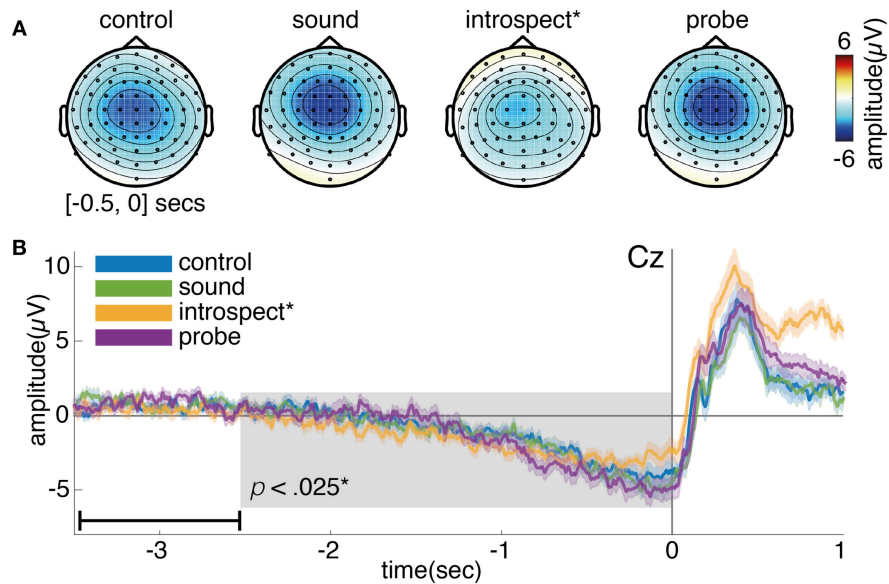 A
control
sound
introspect*
probe
6
-6
amplitude(μV)
[-0.5, 0] secs
B
control
sound
introspect*
probe
Cz
amplitude(μV)
10
5
0
-5
p < .025*
-3
-2
-1
0
1
time(sec)